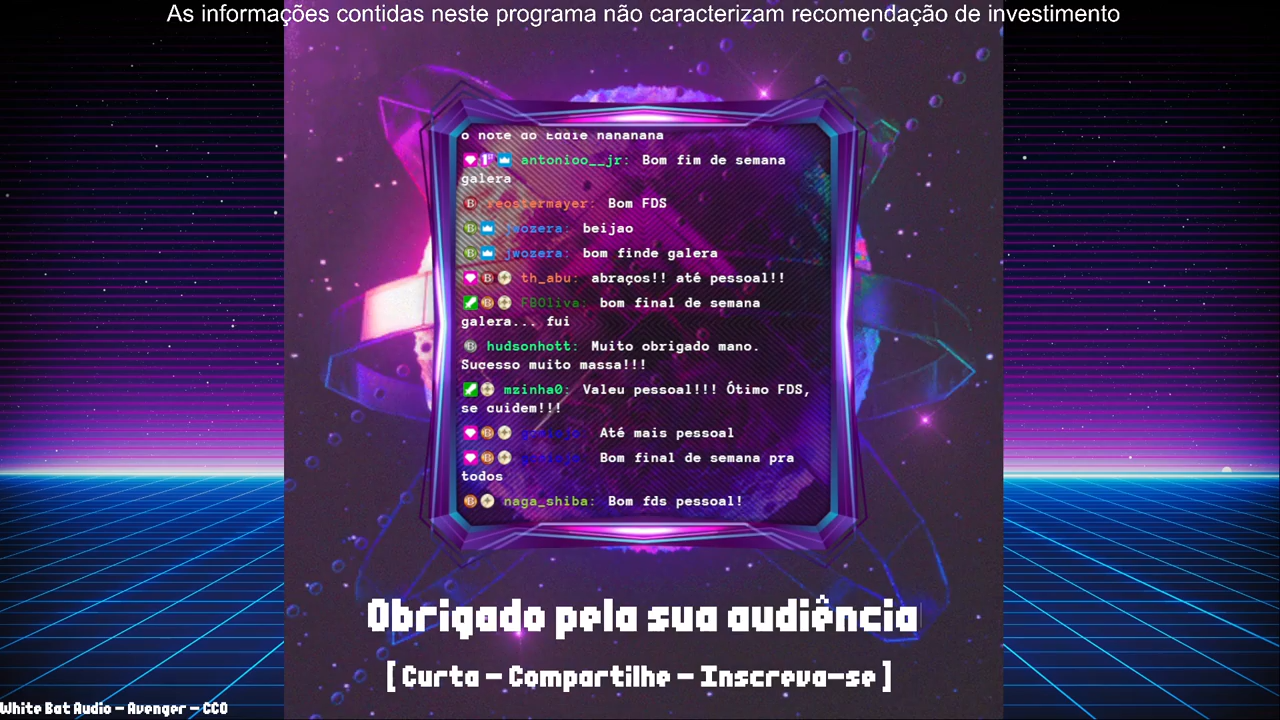 As informações contidas neste programa não caracterizam recomendação de investimento
o note do Eddie nananana
antonioo__jr: Bom fim de semana
galera
reostermayer: Bom FDS
jwozera: beijao
jwozera: bom finde galera
th_abu: abraços!! até pessoal!!
FBOliva: bom final de semana
galera... fui
hudsonhott: Muito obrigado mano.
Sucesso muito massa!!!
mzinha0: Valeu pessoal!!! Ótimo FDS,
se cuidem!!!
Até mais pessoal
Bom final de semana pra
todos
naga_shiba: Bom fds pessoal!
Obrigado pela sua audiência
[ Curta - Compartilhe - Inscreva-se ]
White Bat Audio - Avenger - CC0